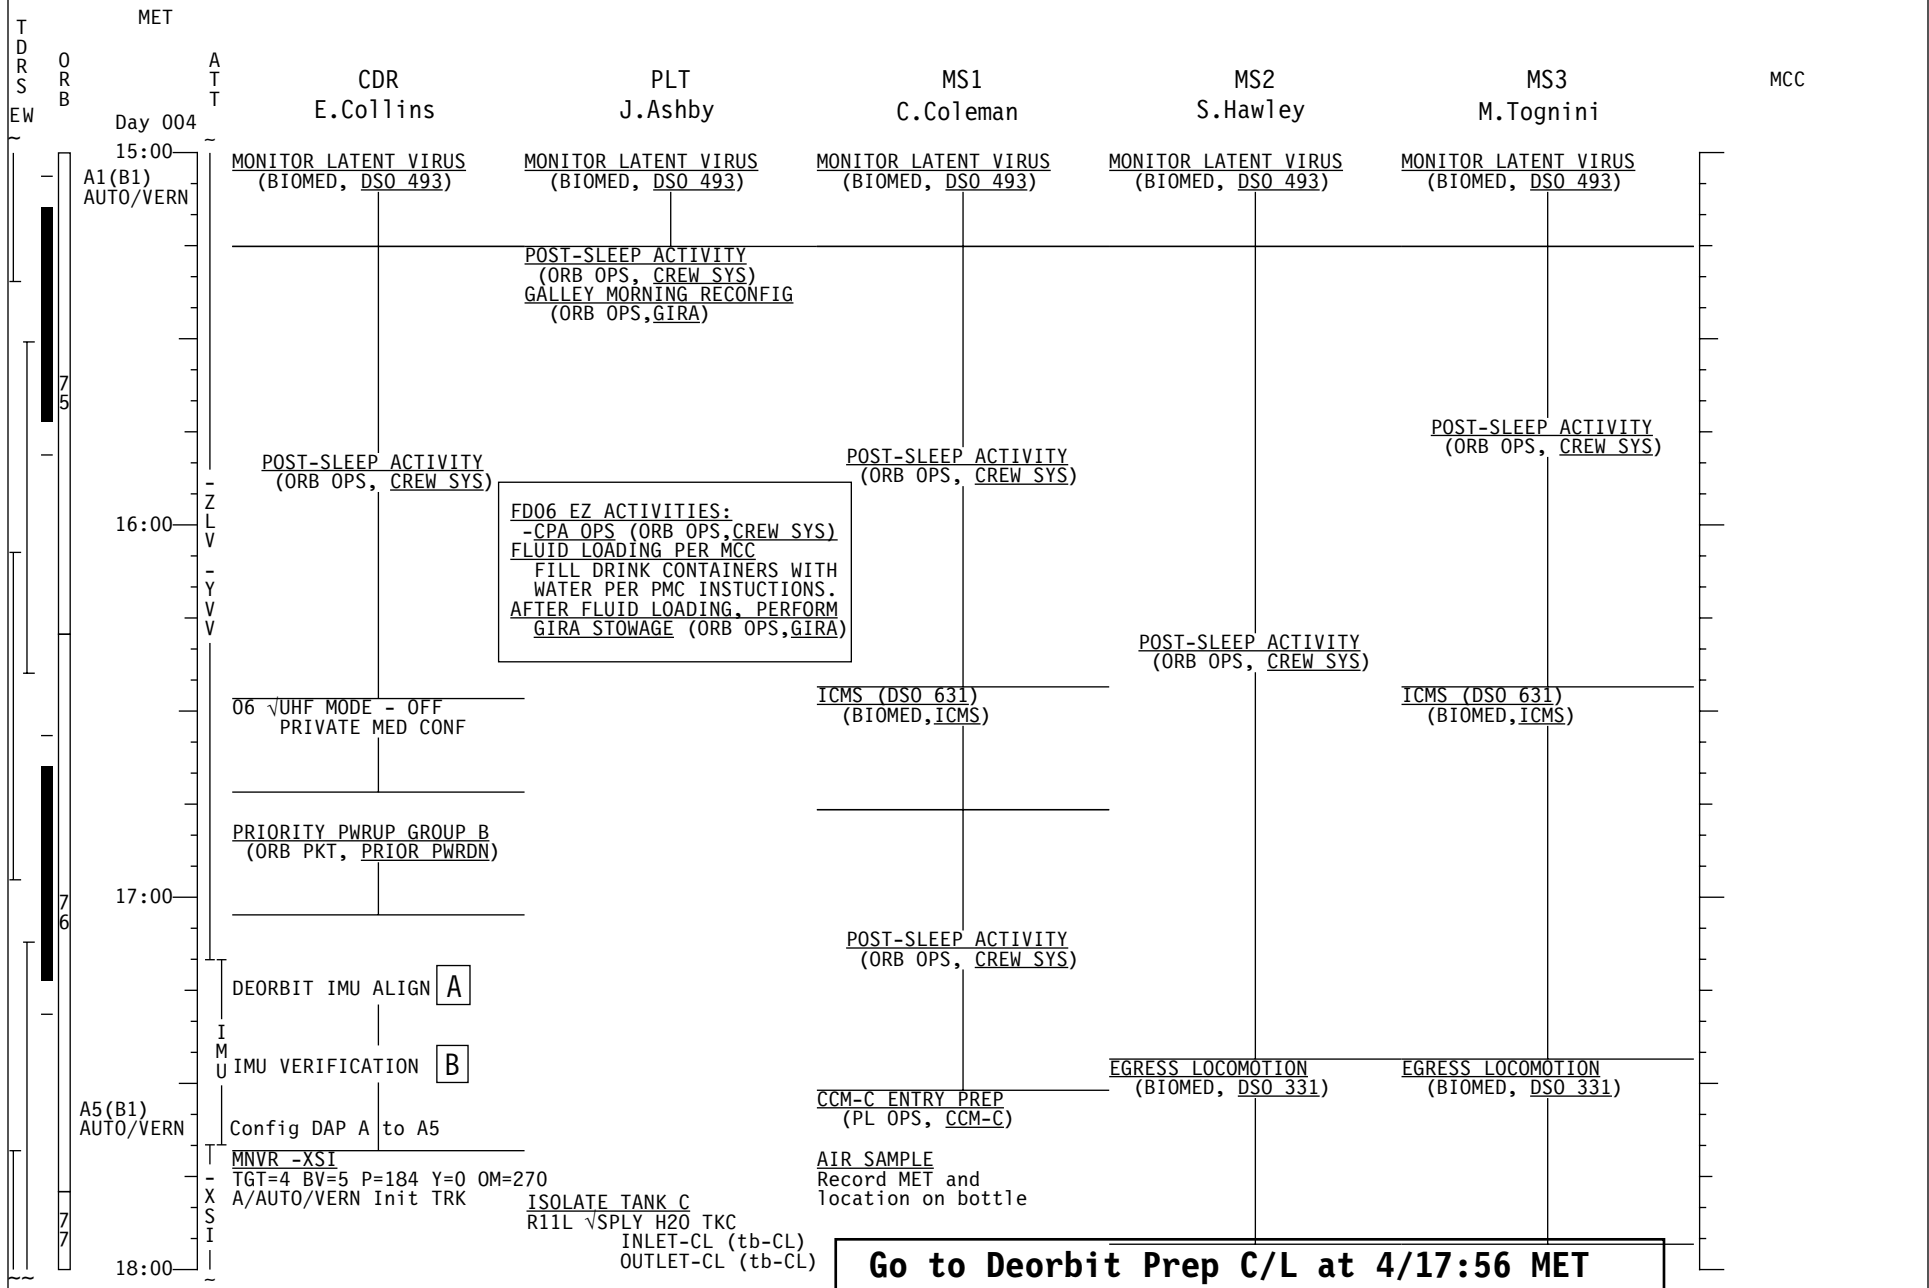 MET
TDRS
EW
ORB
ATT
Day 004
CDR
E.Collins
PLT
J.Ashby
MS1
C.Coleman
MS2
S.Hawley
MS3
M.Tognini
MCC
~
~
15:00
A1(B1)
AUTO/VERN
75
16:00
-ZLV -YVV
76
17:00
IMU
A5(B1)
AUTO/VERN
-XSI
77
18:00
~~
~
MONITOR LATENT VIRUS
(BIOMED, DSO 493)
POST-SLEEP ACTIVITY
(ORB OPS, CREW SYS)
06 √UHF MODE - OFF
PRIVATE MED CONF
PRIORITY PWRUP GROUP B
(ORB PKT, PRIOR PWRDN)
DEORBIT IMU ALIGN A
IMU VERIFICATION B
Config DAP A to A5
MNVR -XSI
TGT=4 BV=5 P=184 Y=0 OM=270
A/AUTO/VERN Init TRK
MONITOR LATENT VIRUS
(BIOMED, DSO 493)
POST-SLEEP ACTIVITY
(ORB OPS, CREW SYS)
GALLEY MORNING RECONFIG
(ORB OPS,GIRA)
FD06 EZ ACTIVITIES:
-CPA OPS (ORB OPS,CREW SYS)
FLUID LOADING PER MCC
FILL DRINK CONTAINERS WITH
WATER PER PMC INSTUCTIONS.
AFTER FLUID LOADING, PERFORM
GIRA STOWAGE (ORB OPS,GIRA)
ISOLATE TANK C
R11L √SPLY H2O TKC
INLET-CL (tb-CL)
OUTLET-CL (tb-CL)
MONITOR LATENT VIRUS
(BIOMED, DSO 493)
POST-SLEEP ACTIVITY
(ORB OPS, CREW SYS)
ICMS (DSO 631)
(BIOMED,ICMS)
POST-SLEEP ACTIVITY
(ORB OPS, CREW SYS)
CCM-C ENTRY PREP
(PL OPS, CCM-C)
AIR SAMPLE
Record MET and
location on bottle
MONITOR LATENT VIRUS
(BIOMED, DSO 493)
POST-SLEEP ACTIVITY
(ORB OPS, CREW SYS)
EGRESS LOCOMOTION
(BIOMED, DSO 331)
MONITOR LATENT VIRUS
(BIOMED, DSO 493)
POST-SLEEP ACTIVITY
(ORB OPS, CREW SYS)
ICMS (DSO 631)
(BIOMED,ICMS)
EGRESS LOCOMOTION
(BIOMED, DSO 331)
Go to Deorbit Prep C/L at 4/17:56 MET